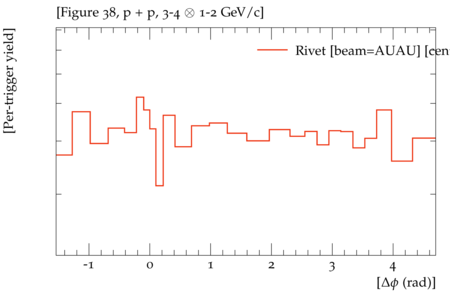 [Figure 38, p + p, 3-4 ⊗ 1-2 GeV/c]
[Per-trigger yield]
Rivet [beam=AUAU] [cen
-1 0 1 2 3 4
[Δϕ (rad)]